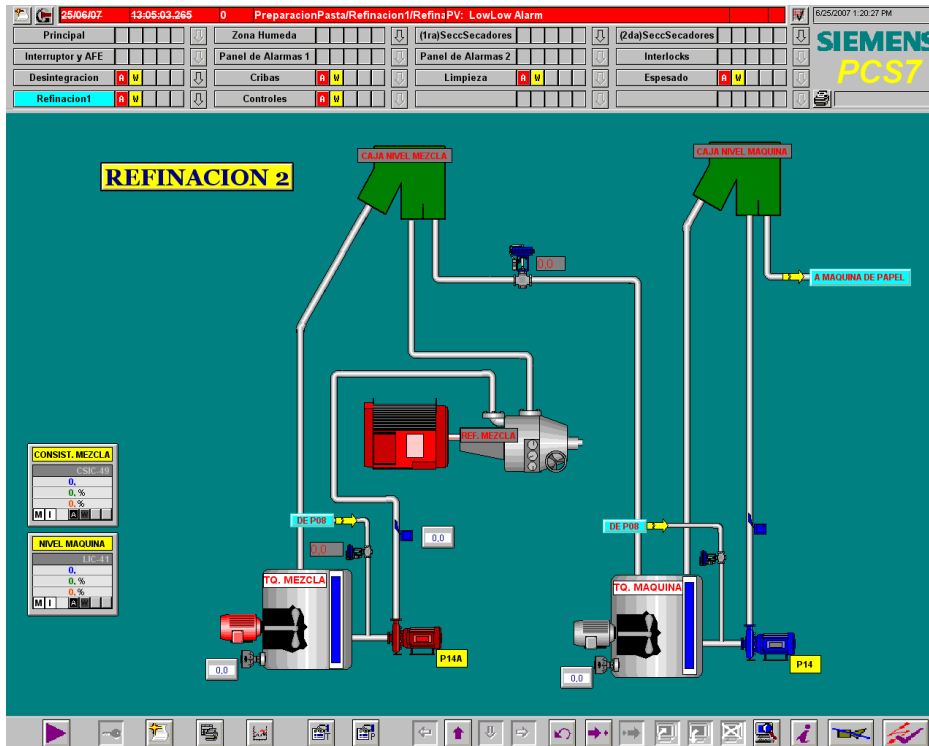 25/06/07 13:05:03.265 0 PreparacionPasta/Refinacion1/RefinaPV: LowLow Alarm 6/25/2007 1:20:27 PM
Principal Zona Humeda (1ra)SeccSecadores (2da)SeccSecadores
SIEMENS
Interruptor y AFE Panel de Alarmas 1 Panel de Alarmas 2 Interlocks
PCS7
Desintegracion A W Cribas A W Limpieza A W Espesado A W
Refinacion1 A W Controles A W
CAJA NIVEL MEZCLA
CAJA NIVEL MAQUINA
REFINACION 2
0,0
A MAQUINA DE PAPEL
REF. MEZCLA
CONSIST. MEZCLA
CSIC-49
0,
0, %
0, %
M I A W
NIVEL MAQUINA
LIC-41
0,
0, %
0, %
M I A W
DE P08
0,0
0,0
DE P08
TQ. MEZCLA
TQ. MAQUINA
P14A
P14
0,0
0,0